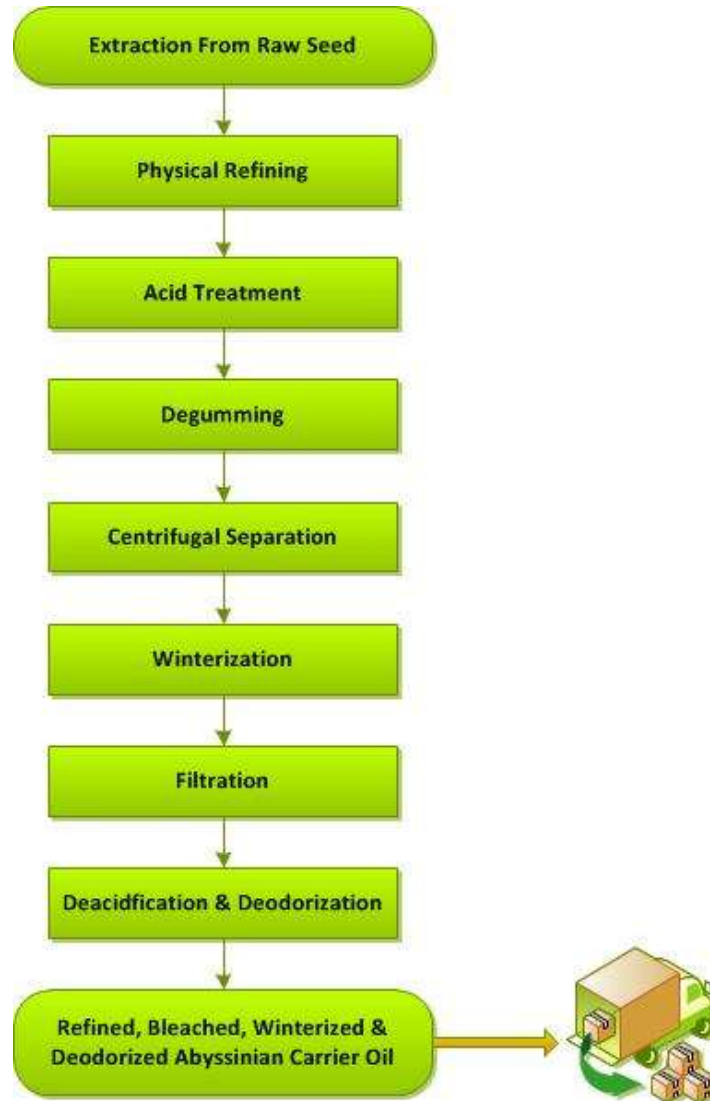 Extraction From Raw Seed
Physical Refining
Acid Treatment
Degumming
Centrifugal Separation
Winterization
Filtration
Deacidfication & Deodorization
Refined, Bleached, Winterized &
Deodorized Abyssinian Carrier Oil